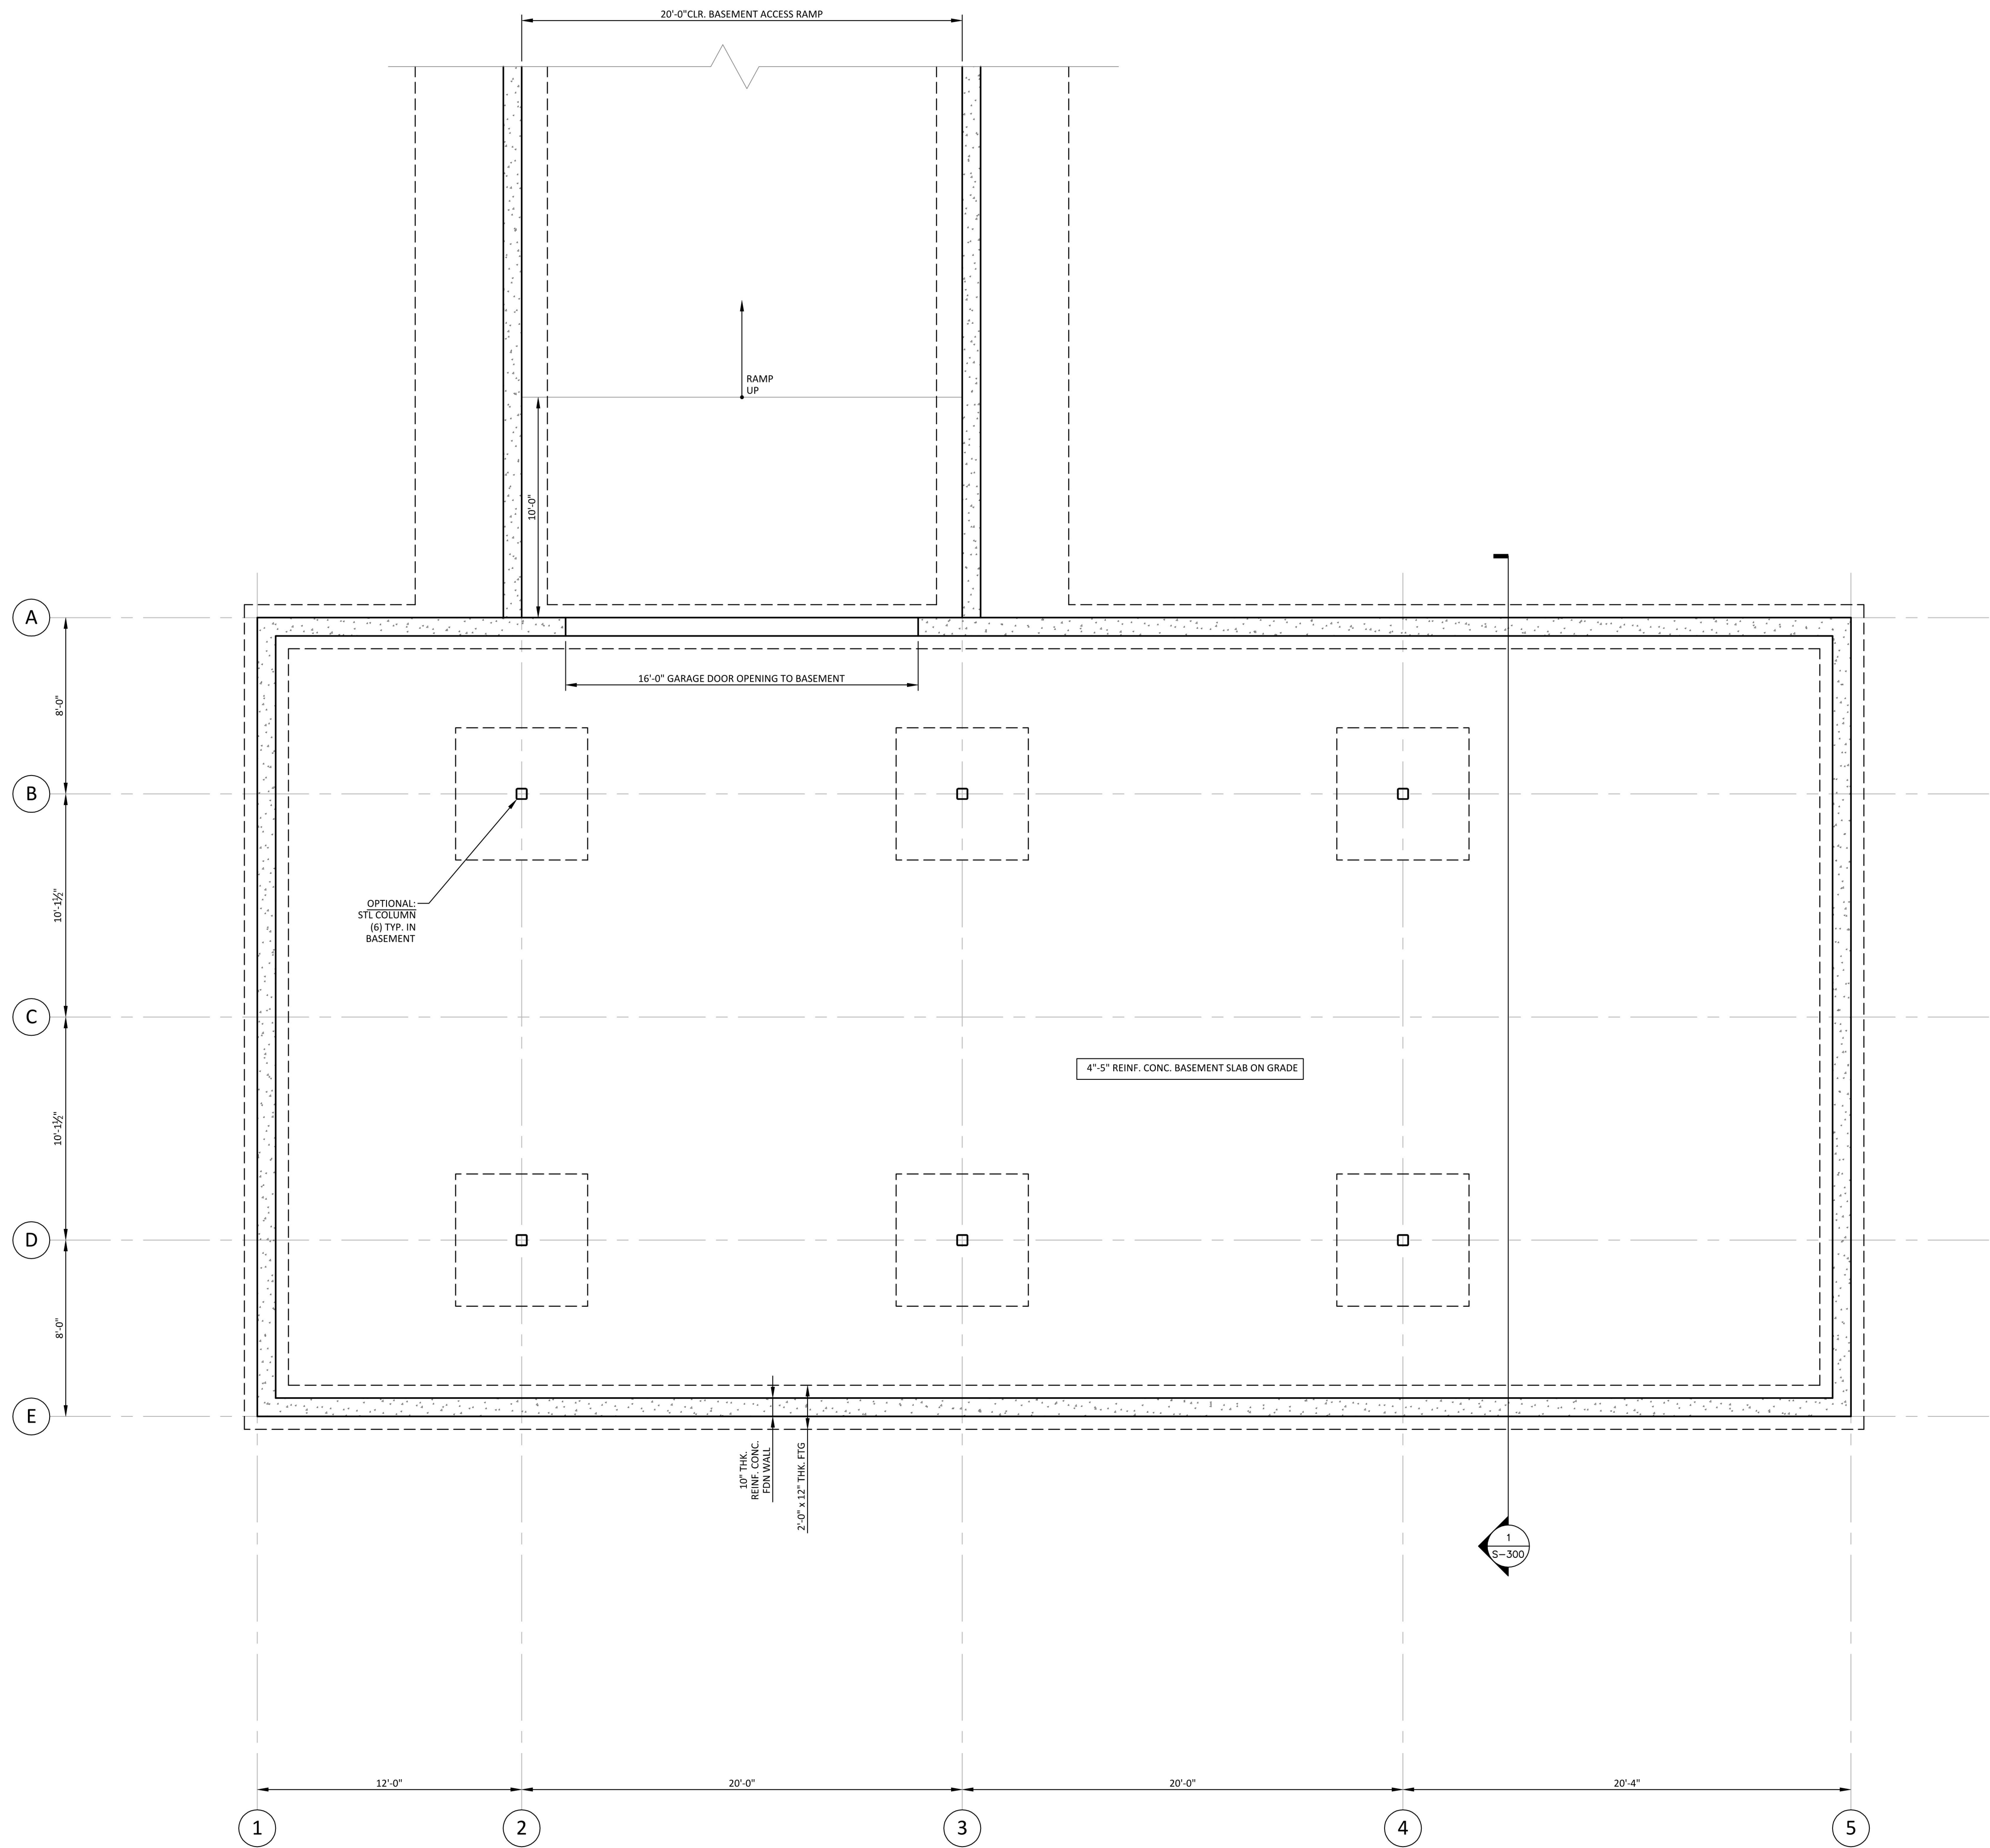 20'-0"CLR. BASEMENT ACCESS RAMP
RAMP
UP
10'-0"
A
8'-0"
16'-0" GARAGE DOOR OPENING TO BASEMENT
B
10'-1½"
OPTIONAL:
STL COLUMN
(6) TYP. IN
BASEMENT
C
4"-5" REINF. CONC. BASEMENT SLAB ON GRADE
10'-1½"
D
8'-0"
E
10" THK.
REINF. CONC.
FDN WALL
2'-0" x 12" THK. FTG
1
S-300
12'-0"
20'-0"
20'-0"
20'-4"
1
2
3
4
5